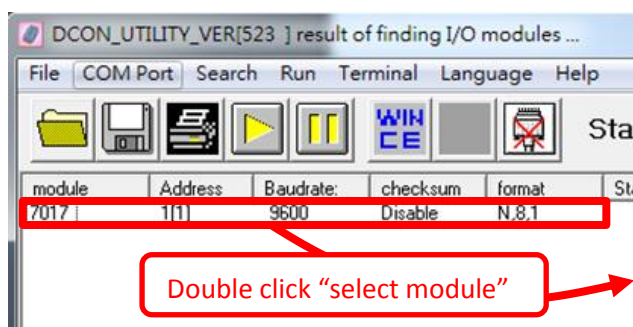 DCON_UTILITY_VER[523 ] result of finding I/O modules ...
File COM Port Search Run Terminal Language Help
WIN
CE
Sta
module Address Baudrate: checksum format St
7017 1[1] 9600 Disable N,8,1
Double click “select module”